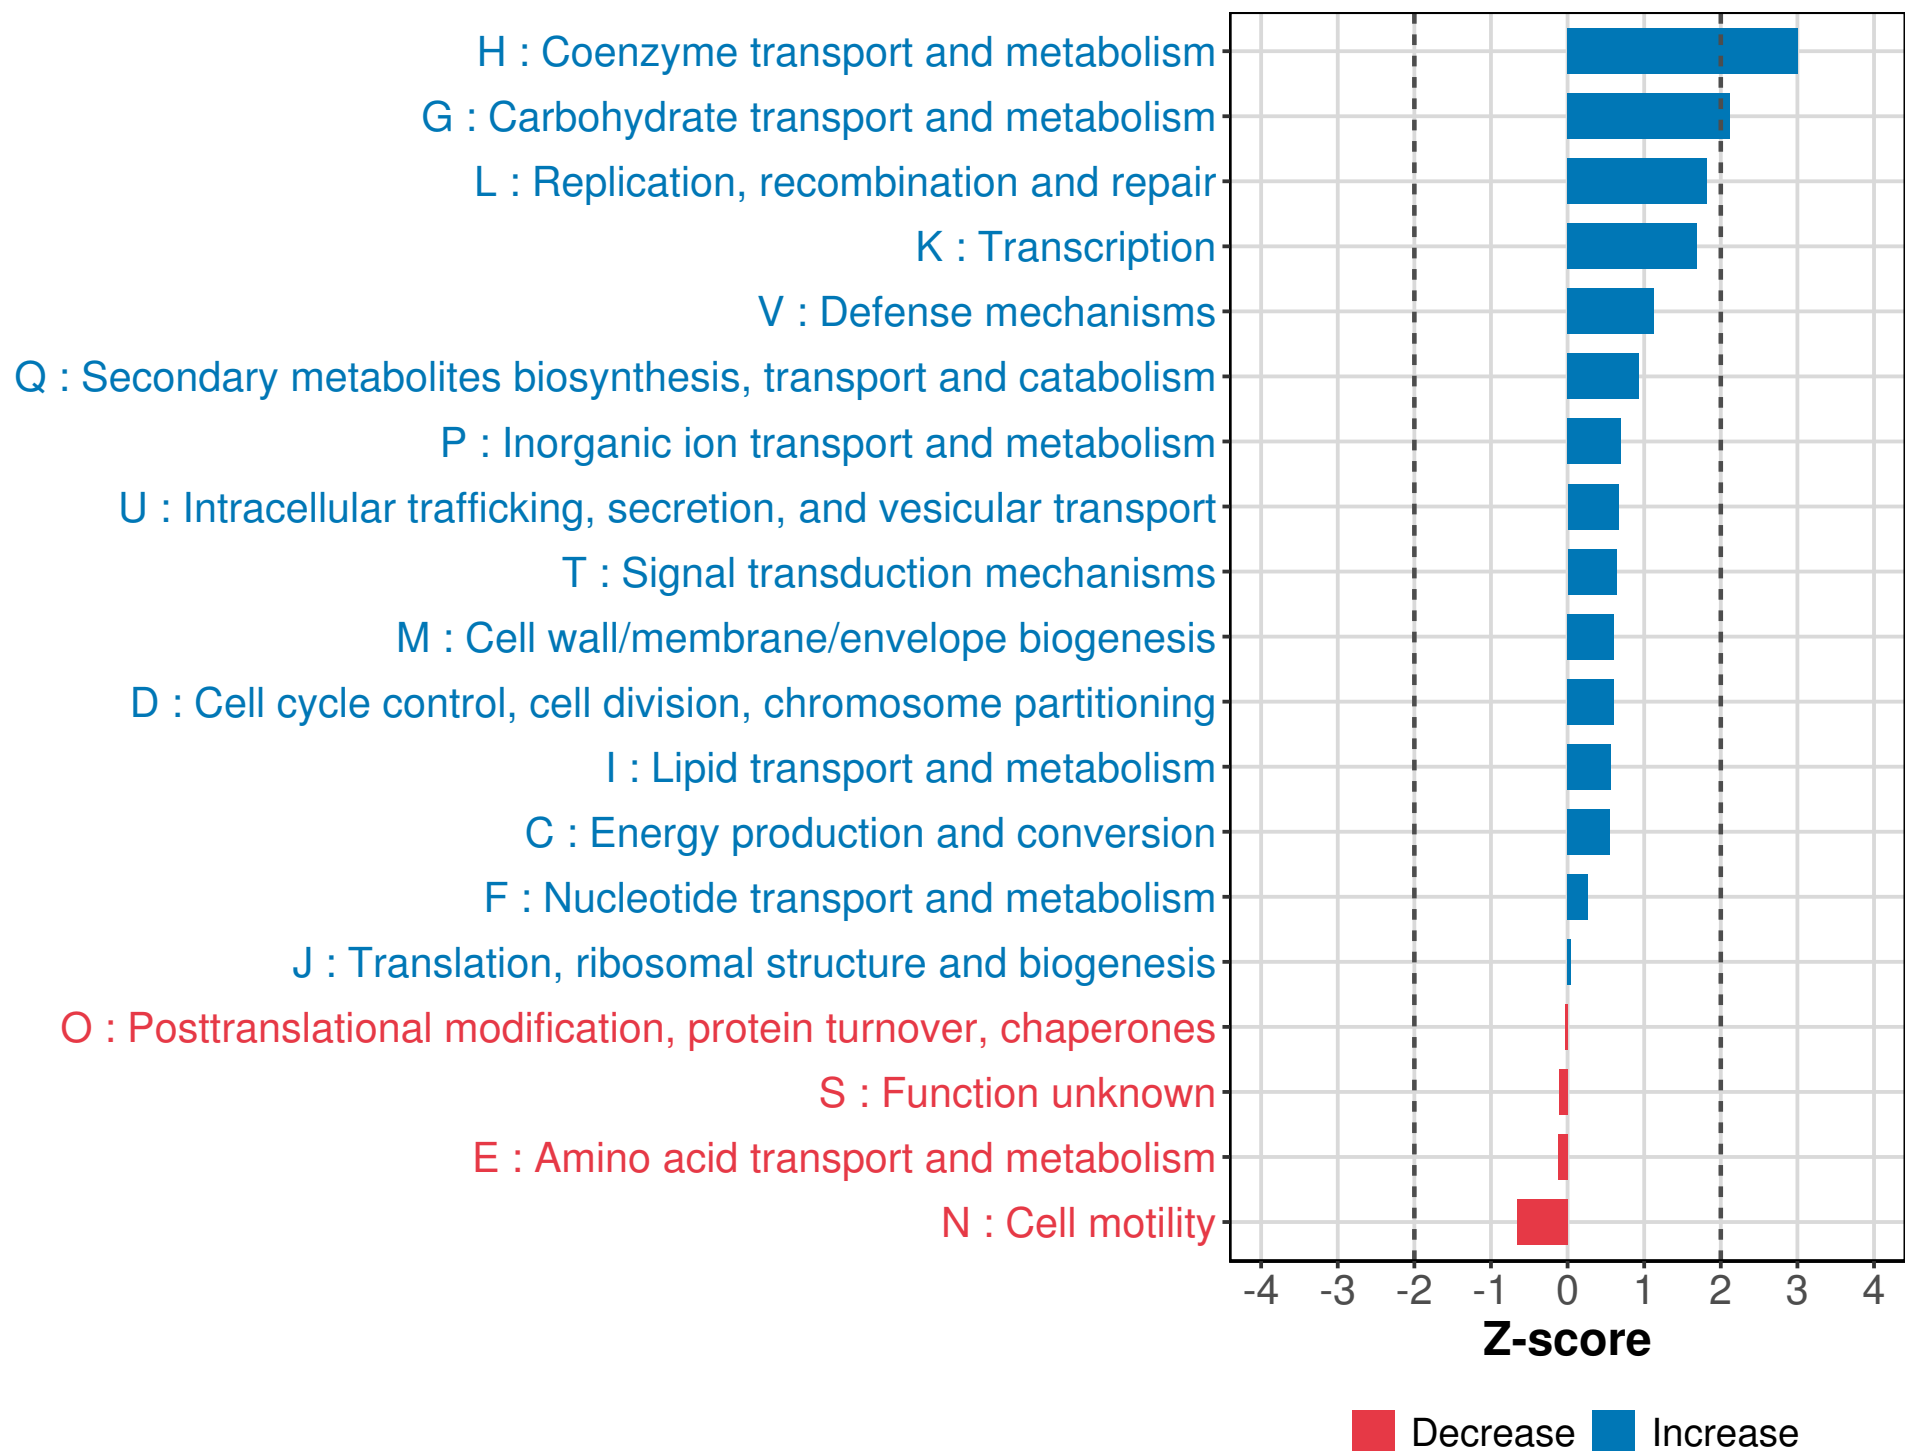 H : Coenzyme transport and metabolism
G : Carbohydrate transport and metabolism
L : Replication, recombination and repair
K : Transcription
V : Defense mechanisms
Q : Secondary metabolites biosynthesis, transport and catabolism
P : Inorganic ion transport and metabolism
U : Intracellular trafficking, secretion, and vesicular transport
T : Signal transduction mechanisms
M : Cell wall/membrane/envelope biogenesis
D : Cell cycle control, cell division, chromosome partitioning
I : Lipid transport and metabolism
C : Energy production and conversion
F : Nucleotide transport and metabolism
J : Translation, ribosomal structure and biogenesis
O : Posttranslational modification, protein turnover, chaperones
S : Function unknown
E : Amino acid transport and metabolism
N : Cell motility
-4 -3 -2 -1 0 1 2 3 4
Z-score
Decrease Increase